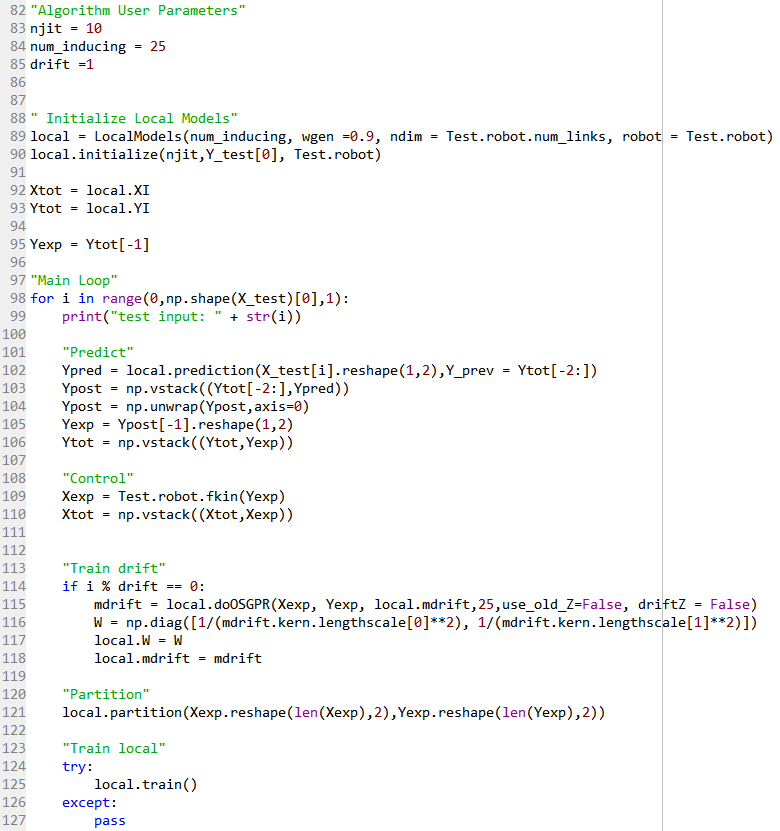 82 "Algorithm User Parameters"
83 njit = 10
84 num_inducing = 25
85 drift =1
86
87
88 " Initialize Local Models"
89 local = LocalModels(num_inducing, wgen =0.9, ndim = Test.robot.num_links, robot = Test.robot)
90 local.initialize(njit,Y_test[0], Test.robot)
91
92 Xtot = local.XI
93 Ytot = local.YI
94
95 Yexp = Ytot[-1]
96
97 "Main Loop"
98 for i in range(0,np.shape(X_test)[0],1):
99     print("test input: " + str(i))
100
101     "Predict"
102     Ypred = local.prediction(X_test[i].reshape(1,2),Y_prev = Ytot[-2:])
103     Ypost = np.vstack((Ytot[-2:],Ypred))
104     Ypost = np.unwrap(Ypost,axis=0)
105     Yexp = Ypost[-1].reshape(1,2)
106     Ytot = np.vstack((Ytot,Yexp))
107
108     "Control"
109     Xexp = Test.robot.fkin(Yexp)
110     Xtot = np.vstack((Xtot,Xexp))
111
112
113     "Train drift"
114     if i % drift == 0:
115         mdrift = local.doOSGPR(Xexp, Yexp, local.mdrift,25,use_old_Z=False, driftZ = False)
116         W = np.diag([1/(mdrift.kern.lengthscale[0]**2), 1/(mdrift.kern.lengthscale[1]**2)])
117         local.W = W
118         local.mdrift = mdrift
119
120     "Partition"
121     local.partition(Xexp.reshape(len(Xexp),2),Yexp.reshape(len(Yexp),2))
122
123     "Train local"
124     try:
125         local.train()
126     except:
127         pass